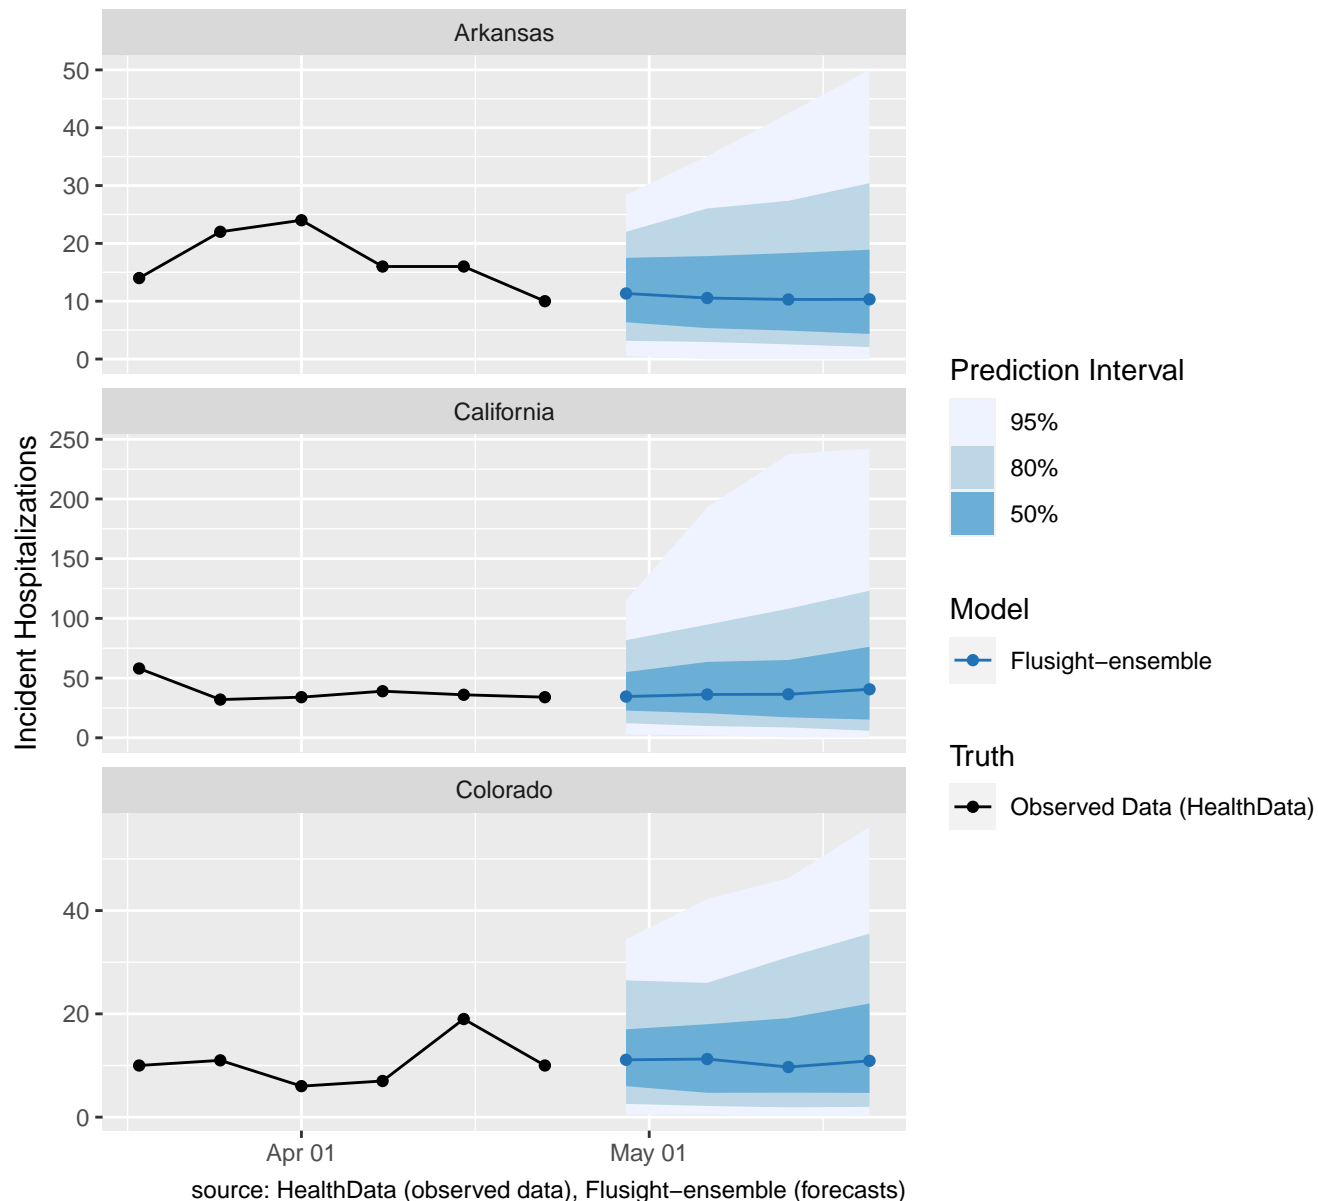 Arkansas
50
40
30
20
10
0
California
250
200
150
100
50
0
Colorado
40
20
0
Apr 01
May 01
Incident Hospitalizations
source: HealthData (observed data), Flusight−ensemble (forecasts)
Prediction Interval
95%
80%
50%
Model
Flusight−ensemble
Truth
Observed Data (HealthData)